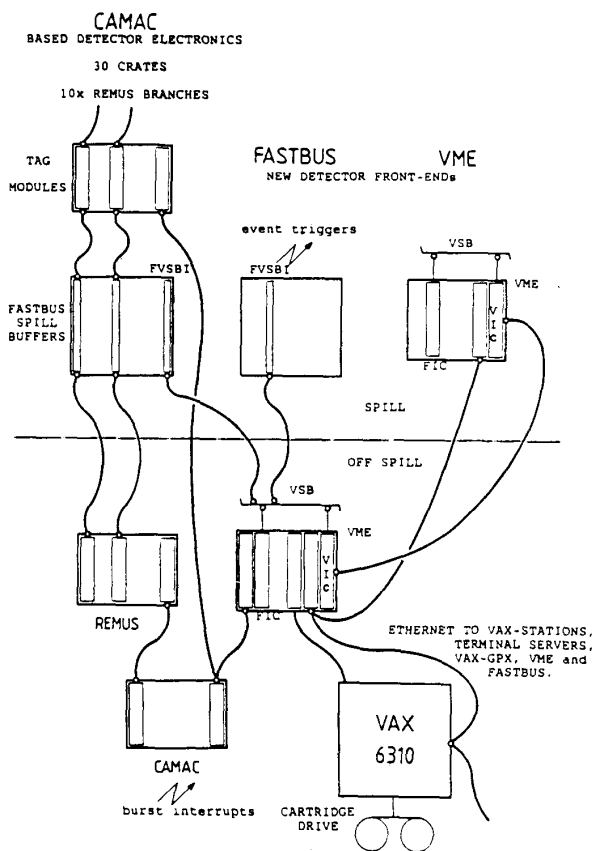 CAMAC
BASED DETECTOR ELECTRONICS
30 CRATES
10x REMUS BRANCHES
TAG
MODULES
FASTBUS
NEW DETECTOR FRONT-ENDs
VME
event triggers
VSB
FVSBI
FVSBI
VME
FASTBUS
SPILL
BUFFERS
VIC
FIC
SPILL
OFF SPILL
VSB
VME
VIC
REMUS
FIC
ETHERNET TO VAX-STATIONS,
TERMINAL SERVERS,
VAX-GPX, VME and
FASTBUS.
VAX
6310
CAMAC
burst interrupts
CARTRIDGE
DRIVE